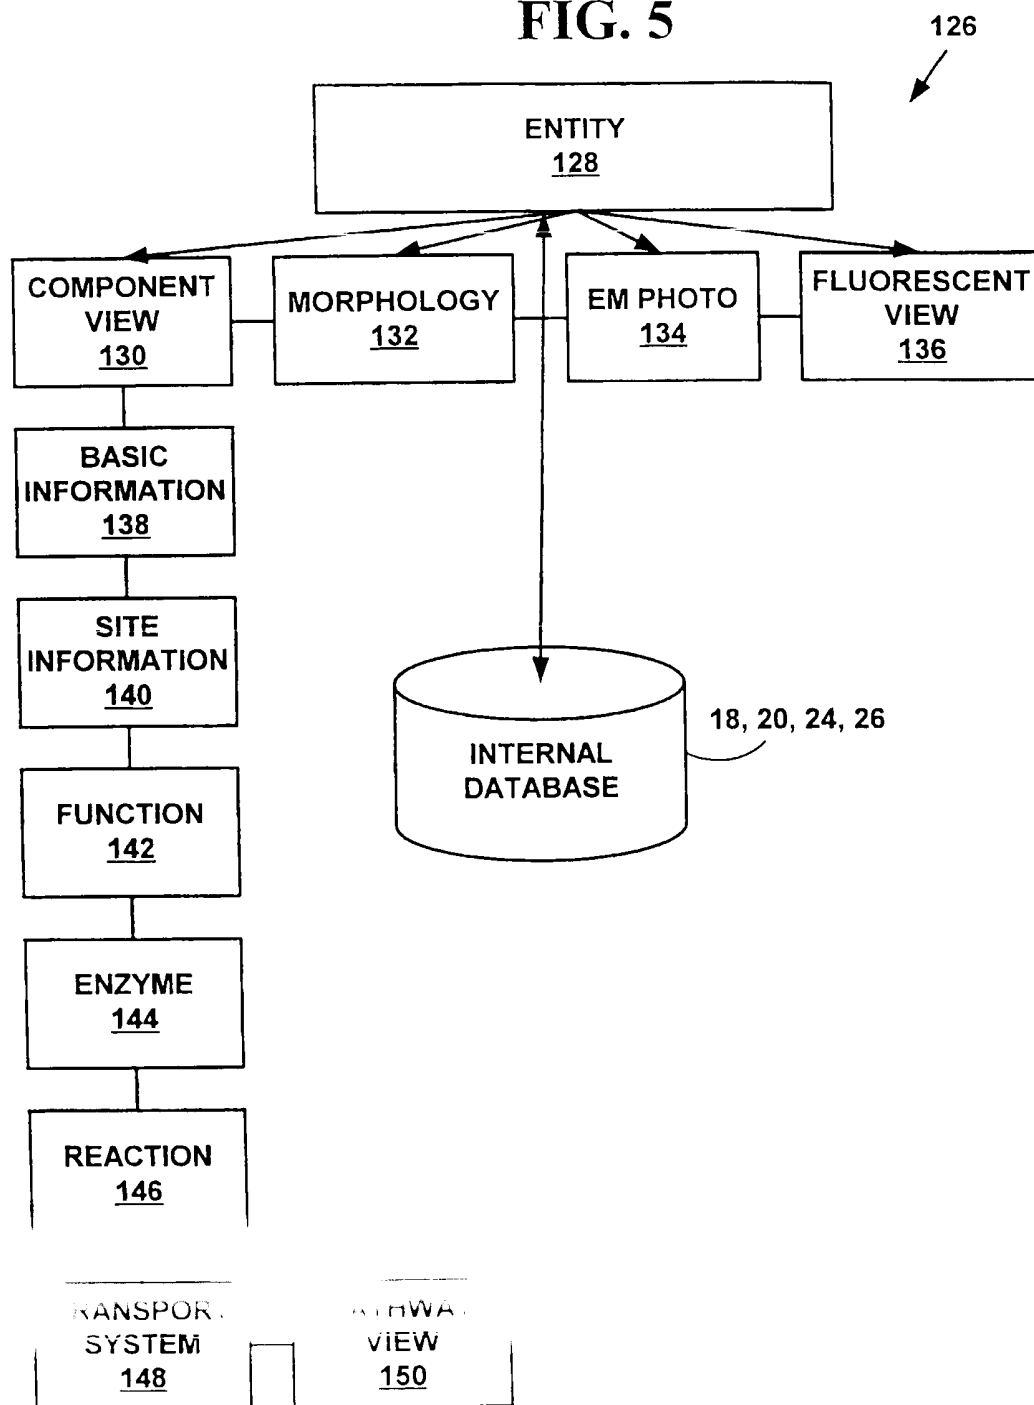 FIG. 5
126
ENTITY
128
COMPONENT
VIEW
130
MORPHOLOGY
132
EM PHOTO
134
FLUORESCENT
VIEW
136
BASIC
INFORMATION
138
SITE
INFORMATION
140
FUNCTION
142
INTERNAL
DATABASE
18, 20, 24, 26
ENZYME
144
REACTION
146
SYSTEM
148
VIEW
150